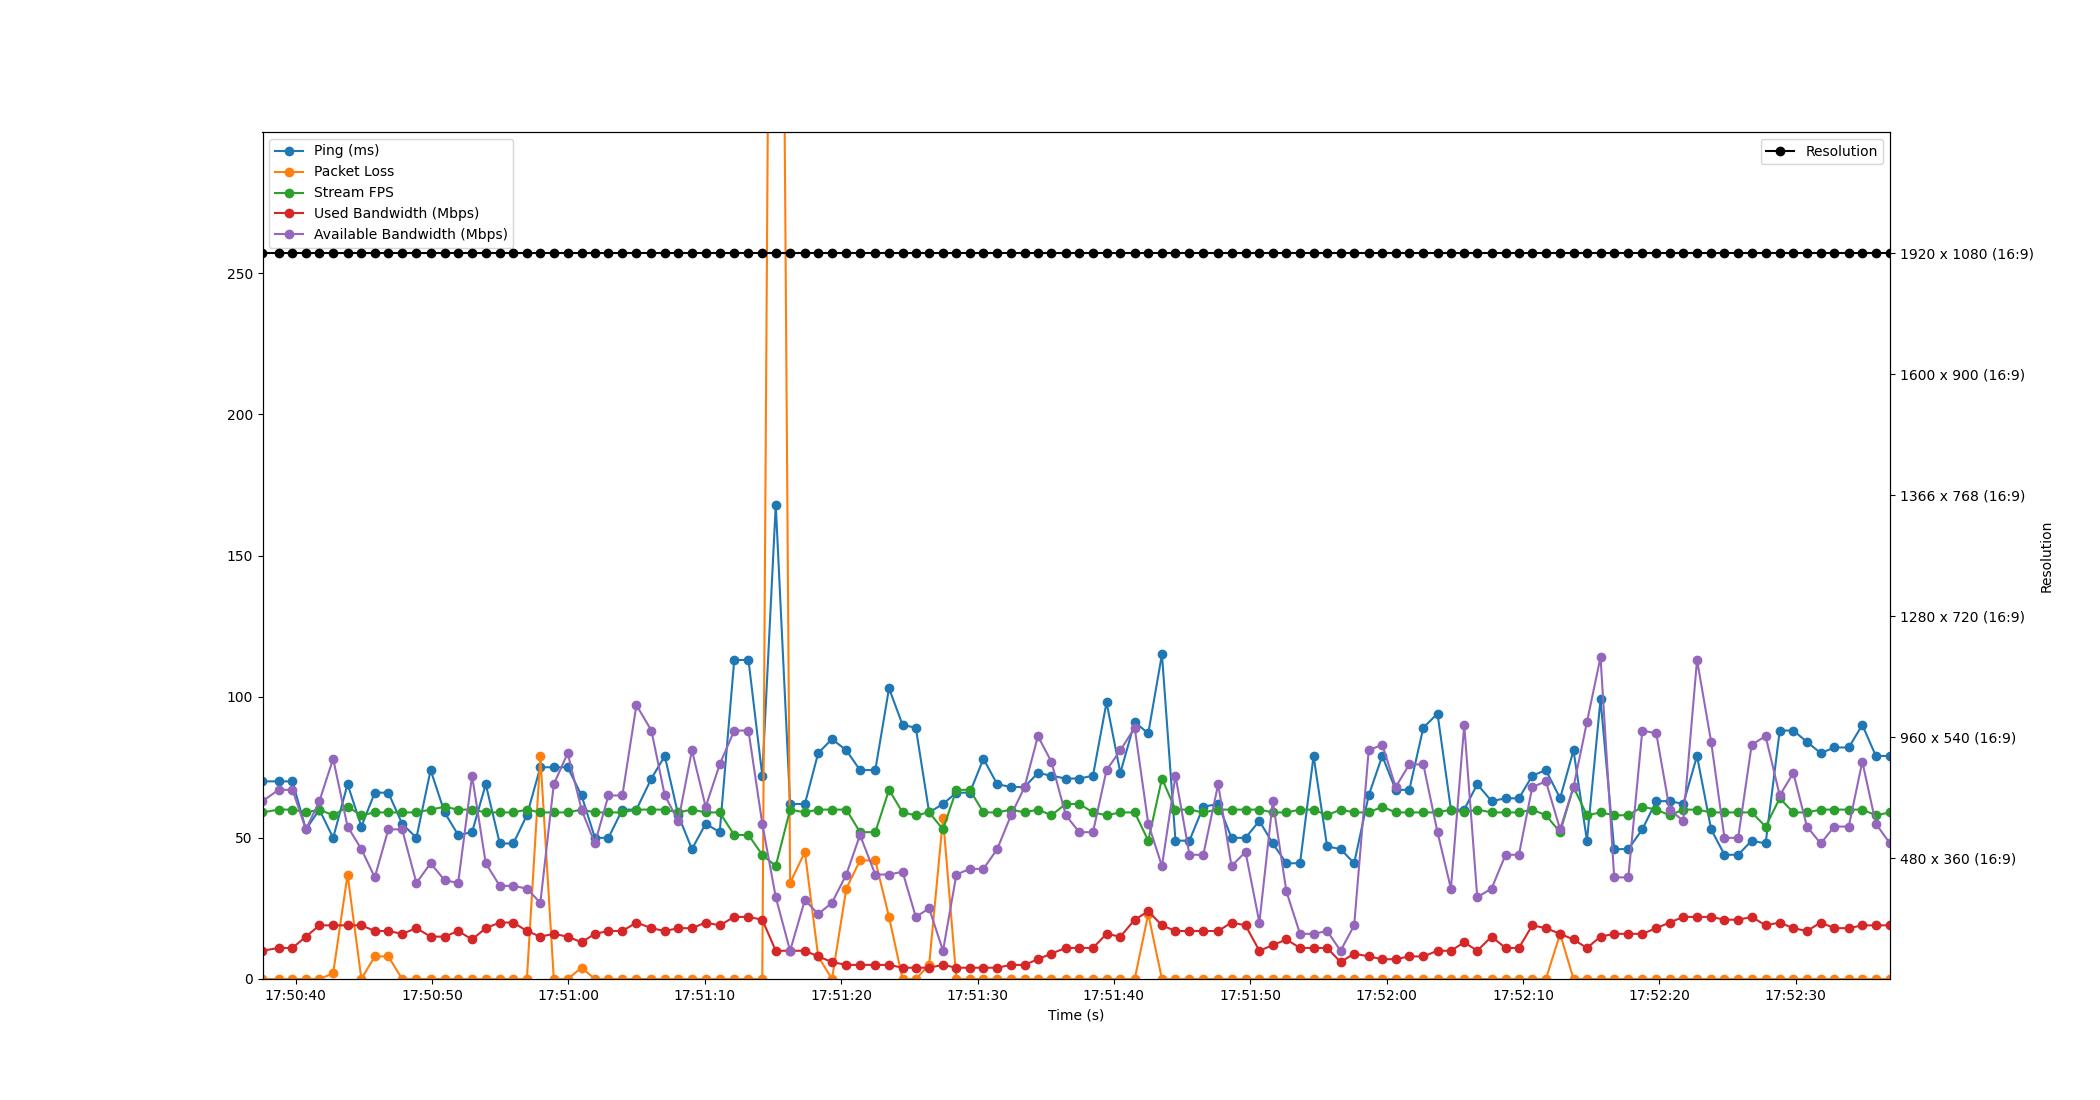 Ping (ms)
Packet Loss
Stream FPS
Used Bandwidth (Mbps)
Available Bandwidth (Mbps)
Resolution
250
200
150
100
50
0
1920 x 1080 (16:9)
1600 x 900 (16:9)
1366 x 768 (16:9)
1280 x 720 (16:9)
960 x 540 (16:9)
480 x 360 (16:9)
Resolution
17:50:40 17:50:50 17:51:00 17:51:10 17:51:20 17:51:30 17:51:40 17:51:50 17:52:00 17:52:10 17:52:20 17:52:30
Time (s)